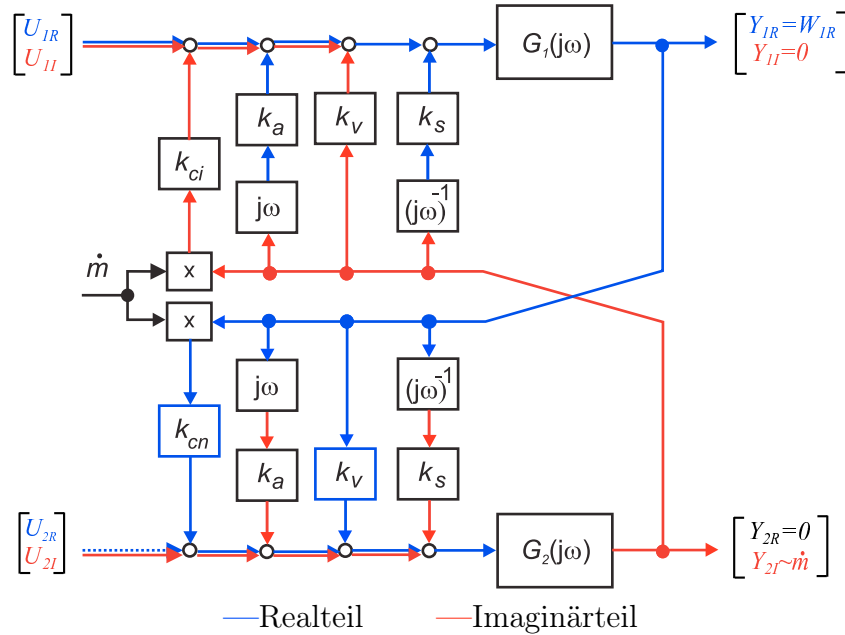 U1R
U1I
G1(jω)
Y1R=W1R
Y1I=0
ka
kv
ks
kci
jω
(jω)-1
ṁ
x
x
jω
(jω)-1
kcn
ka
kv
ks
U2R
U2I
G2(jω)
Y2R=0
Y2I~ṁ
Realteil
Imaginärteil